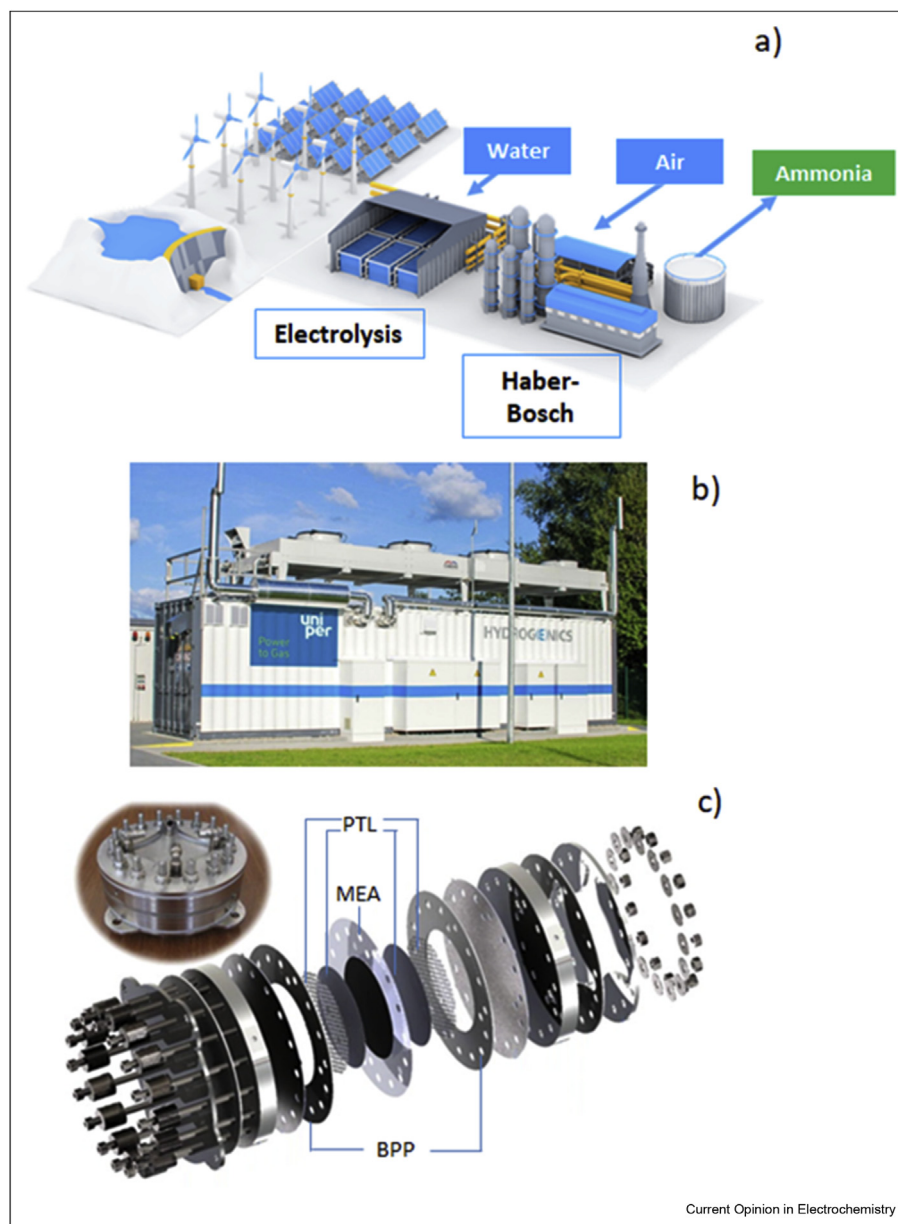 a)
Water
Air
Ammonia
Electrolysis
Haber-
Bosch
b)
uni
per
Power
to Gas
HYDROGENICS
c)
PTL
MEA
BPP
Current Opinion in Electrochemistry